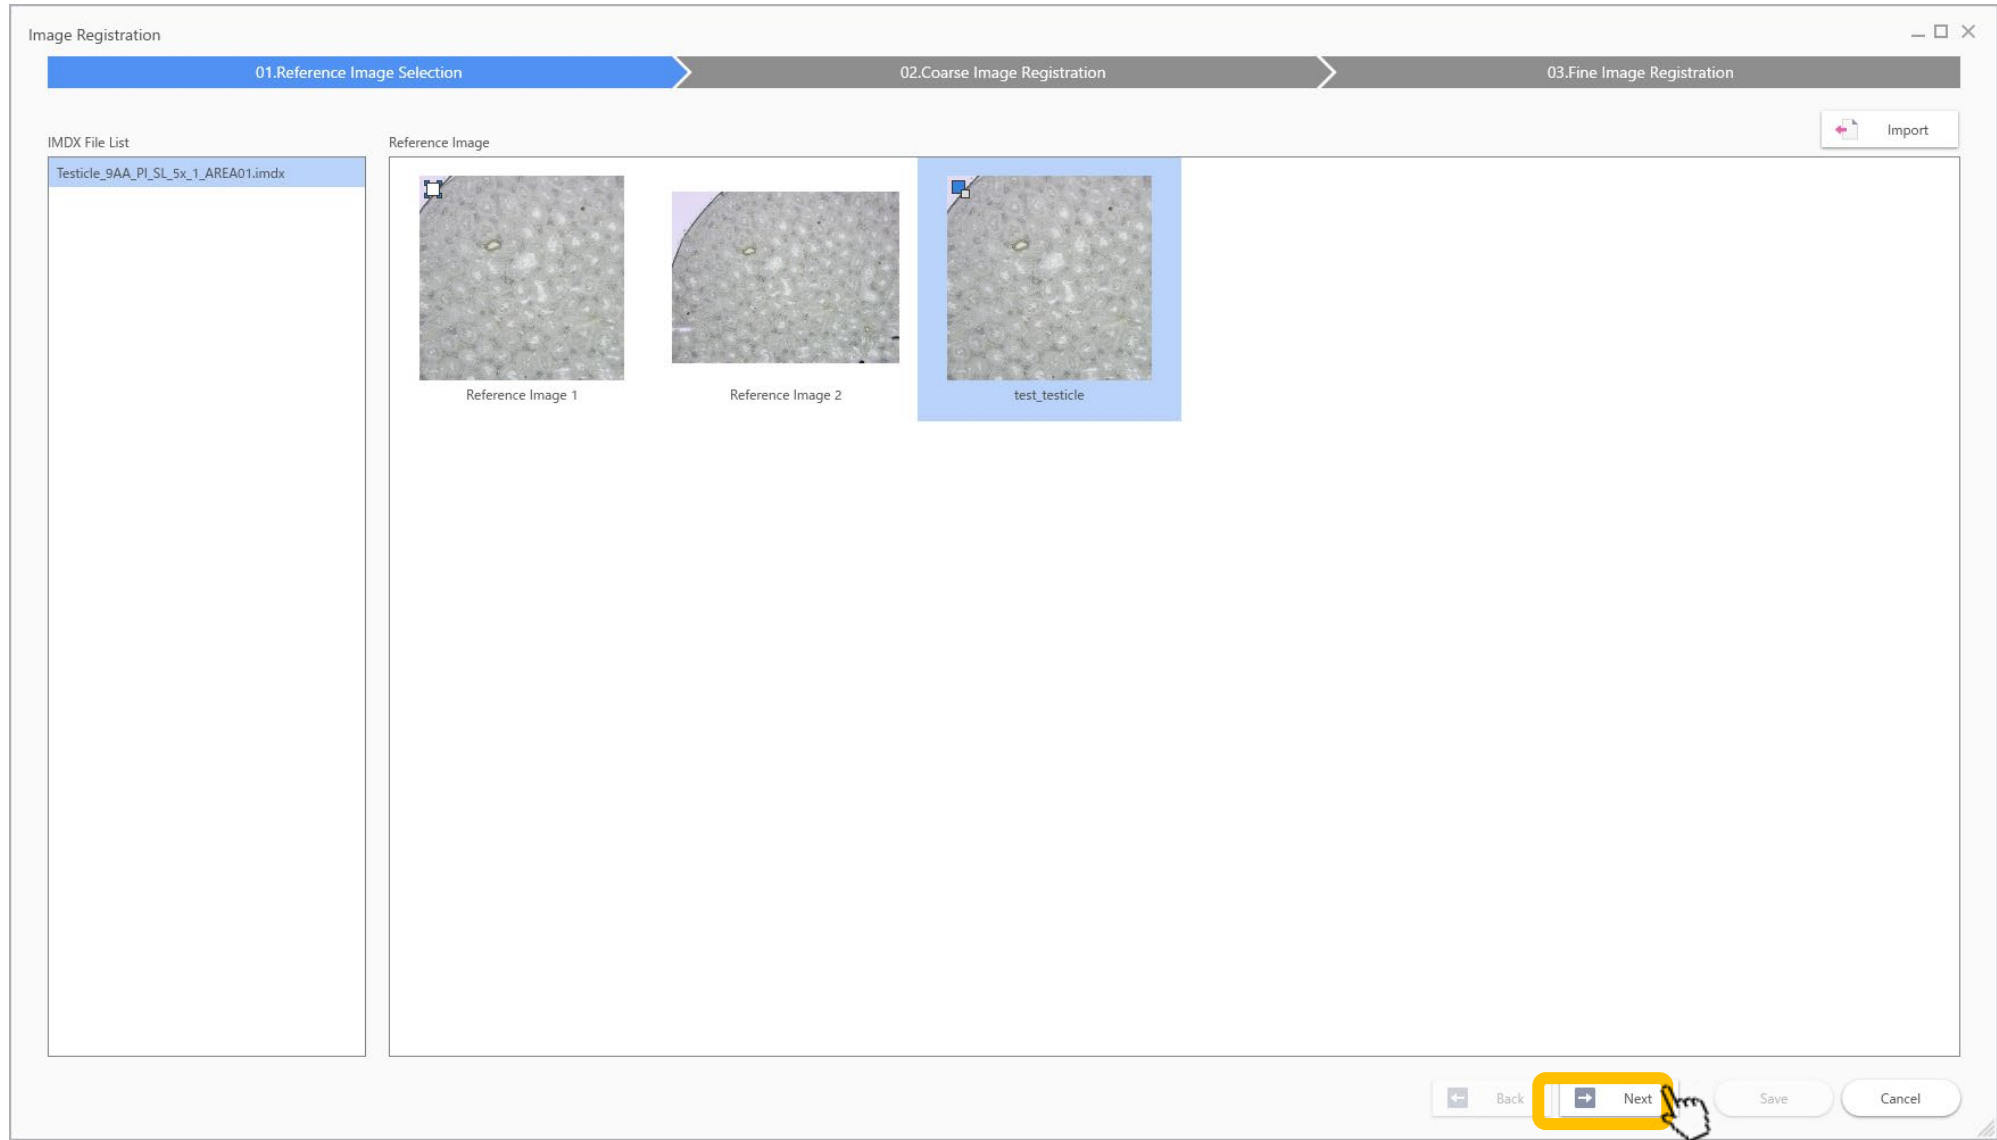 Image Registration
01.Reference Image Selection
02.Coarse Image Registration
03.Fine Image Registration
Import
IMDX File List
Reference Image
Testicle_9AA_PI_SL_5x_1_AREA01.imdx
Reference Image 1
Reference Image 2
test_testicle
Back
Next
Save
Cancel